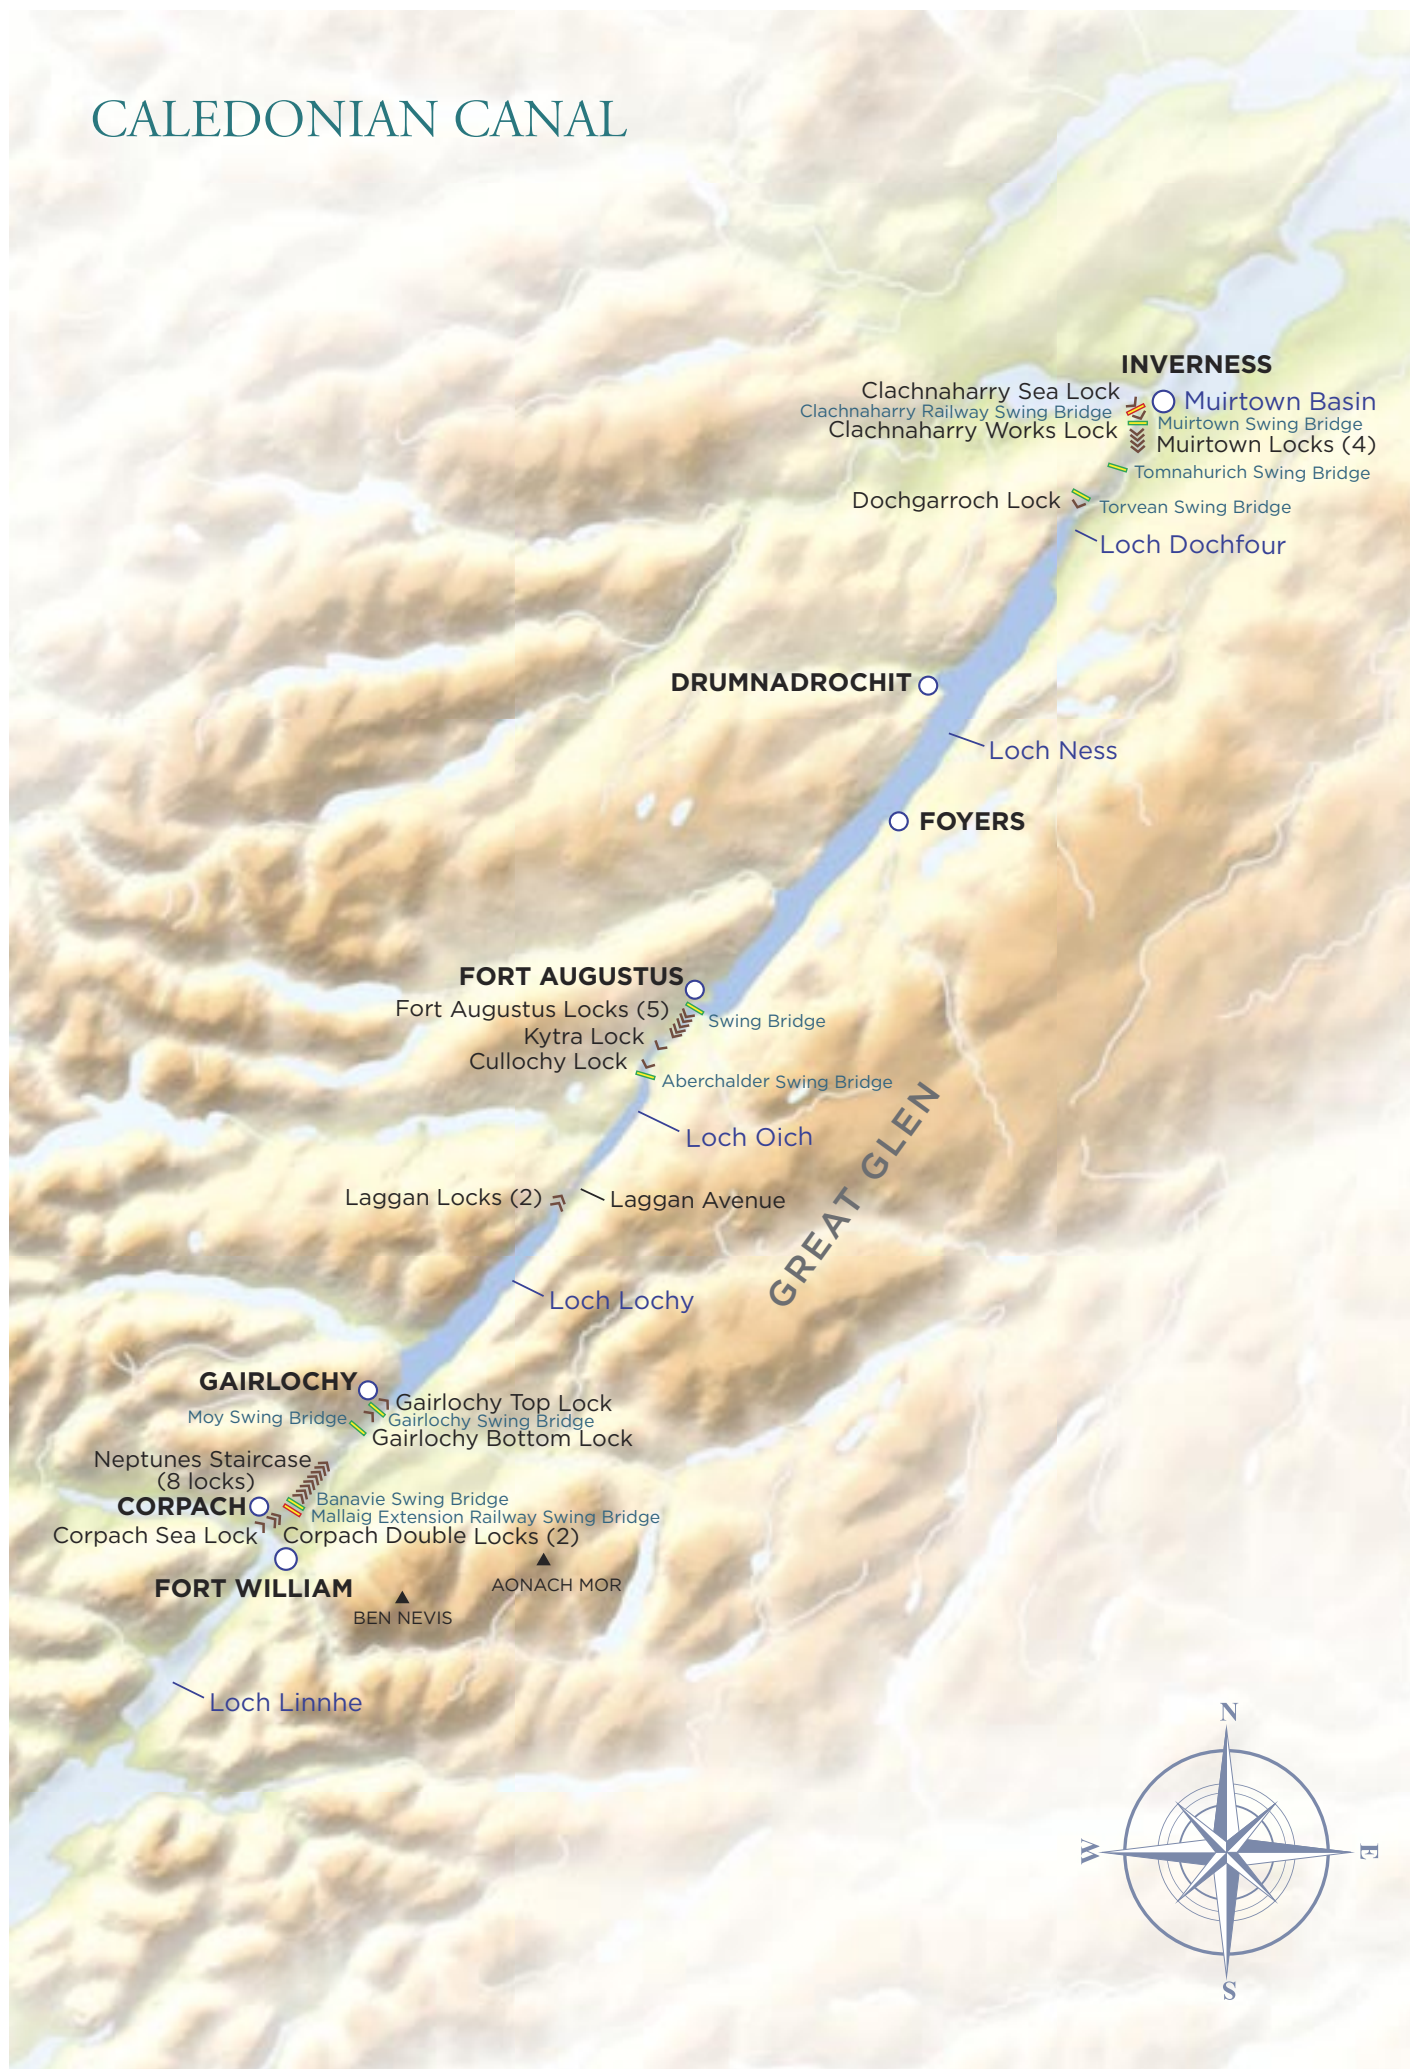 CALEDONIAN CANAL
INVERNESS
Clachnaharry Sea Lock
Muirtown Basin
Clachnaharry Railway Swing Bridge
Muirtown Swing Bridge
Clachnaharry Works Lock
Muirtown Locks (4)
Tomnahurich Swing Bridge
Dochgarroch Lock
Torvean Swing Bridge
Loch Dochfour
DRUMNADROCHIT
Loch Ness
FOYERS
FORT AUGUSTUS
Fort Augustus Locks (5)
Swing Bridge
Kytra Lock
Cullochy Lock
Aberchalder Swing Bridge
GREAT GLEN
Loch Oich
Laggan Locks (2)
Laggan Avenue
Loch Lochy
GAIRLOCHY
Gairlochy Top Lock
Moy Swing Bridge
Gairlochy Swing Bridge
Gairlochy Bottom Lock
Neptunes Staircase
(8 locks)
Banavie Swing Bridge
CORPACH
Mallaig Extension Railway Swing Bridge
Corpach Sea Lock
Corpach Double Locks (2)
FORT WILLIAM
AONACH MOR
BEN NEVIS
Loch Linnhe
N
W
E
S